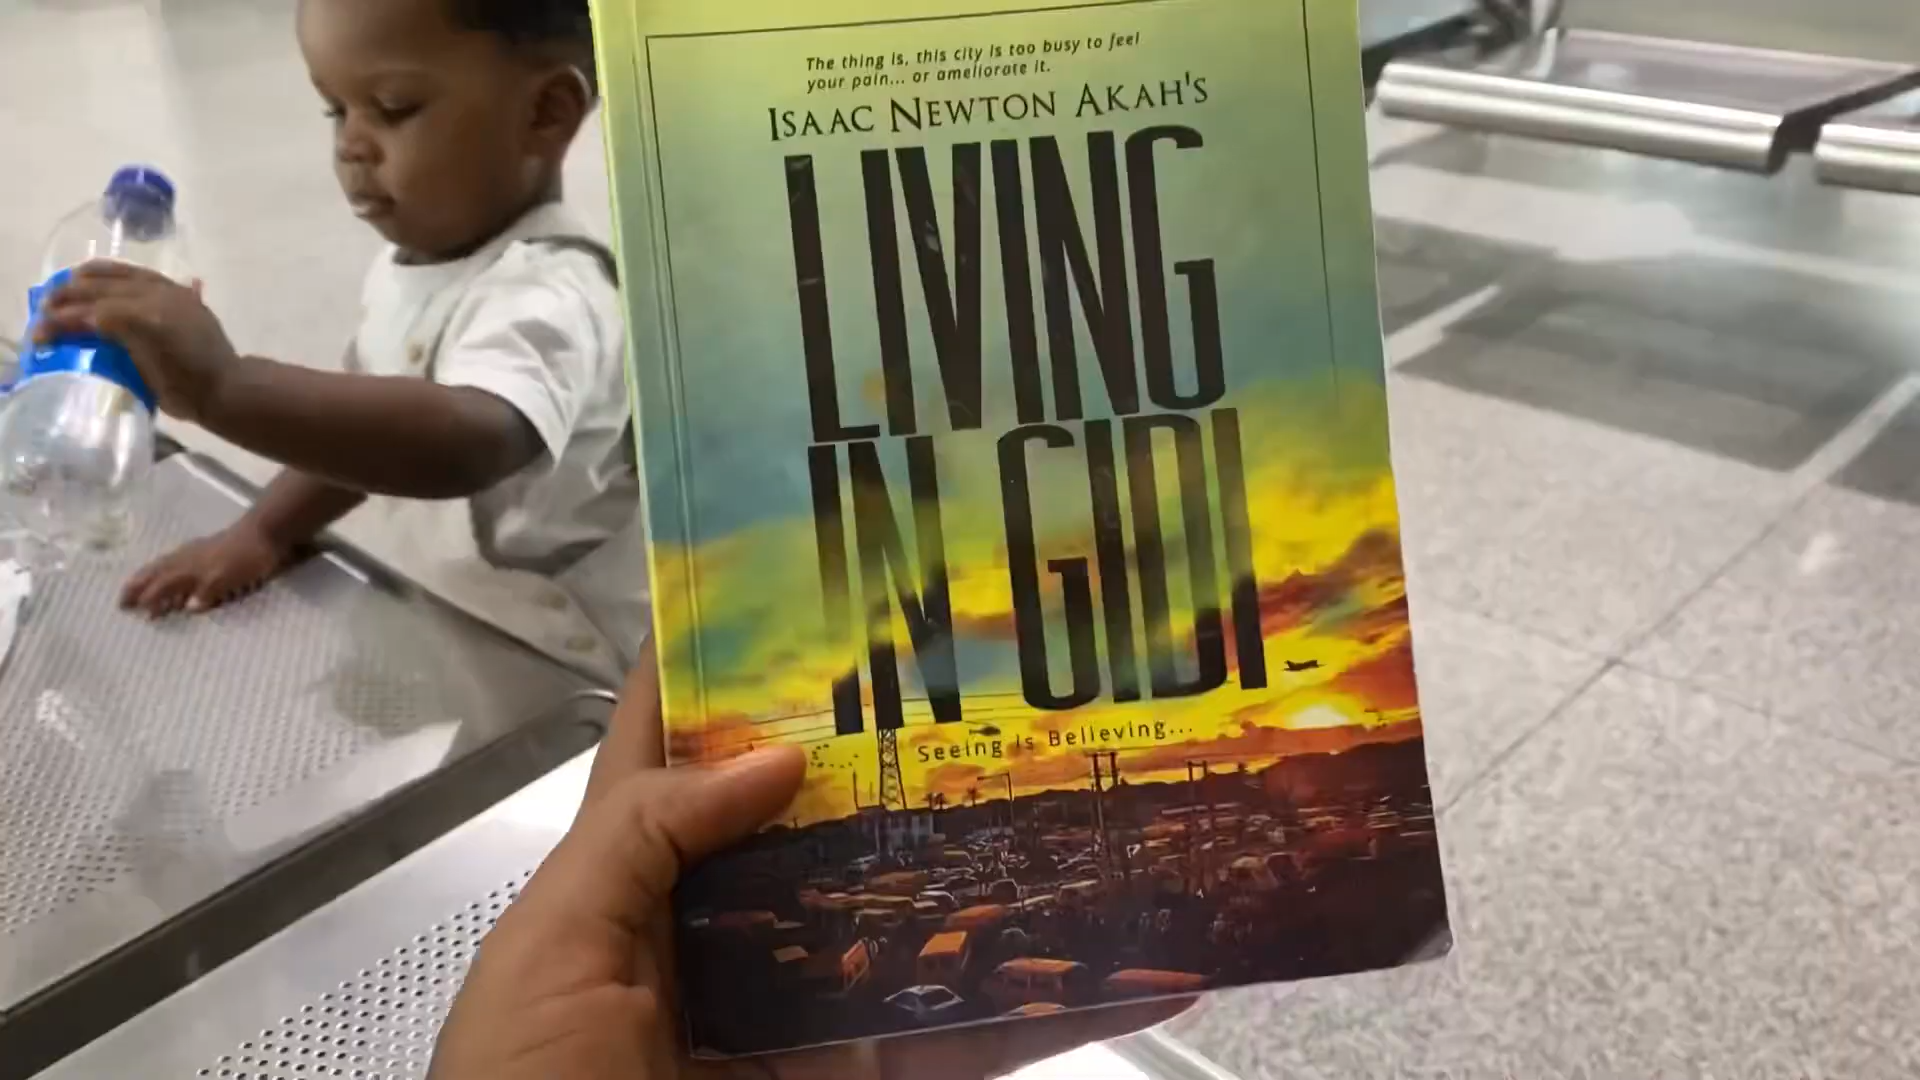 The thing is, this city is too busy to feel
your pain... or ameliorate it.
ISAAC NEWTON AKAH'S
LIVING
IN GIDI
Seeing is Believing...